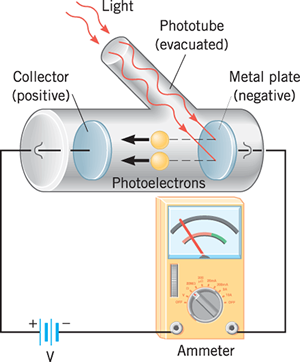 Light
Phototube
(evacuated)
Collector
(positive)
Metal plate
(negative)
Photoelectrons
+ −
V
Ammeter